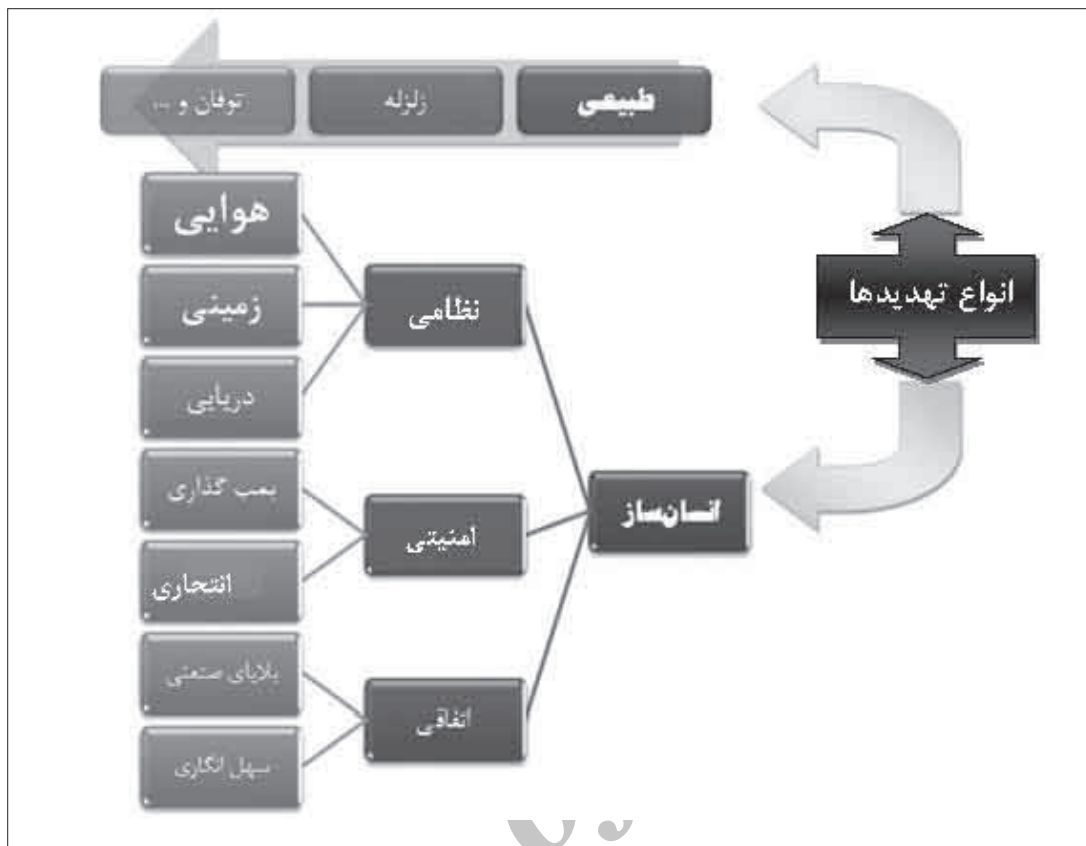 انواع تهدیدها
طبیعی
زلزله
توفان و ...
انسان‌ساز
نظامی
هوایی
زمینی
دریایی
امنیتی
بمب گذاری
انتحاری
اتفاقی
بلایای صنعتی
سهل انگاری